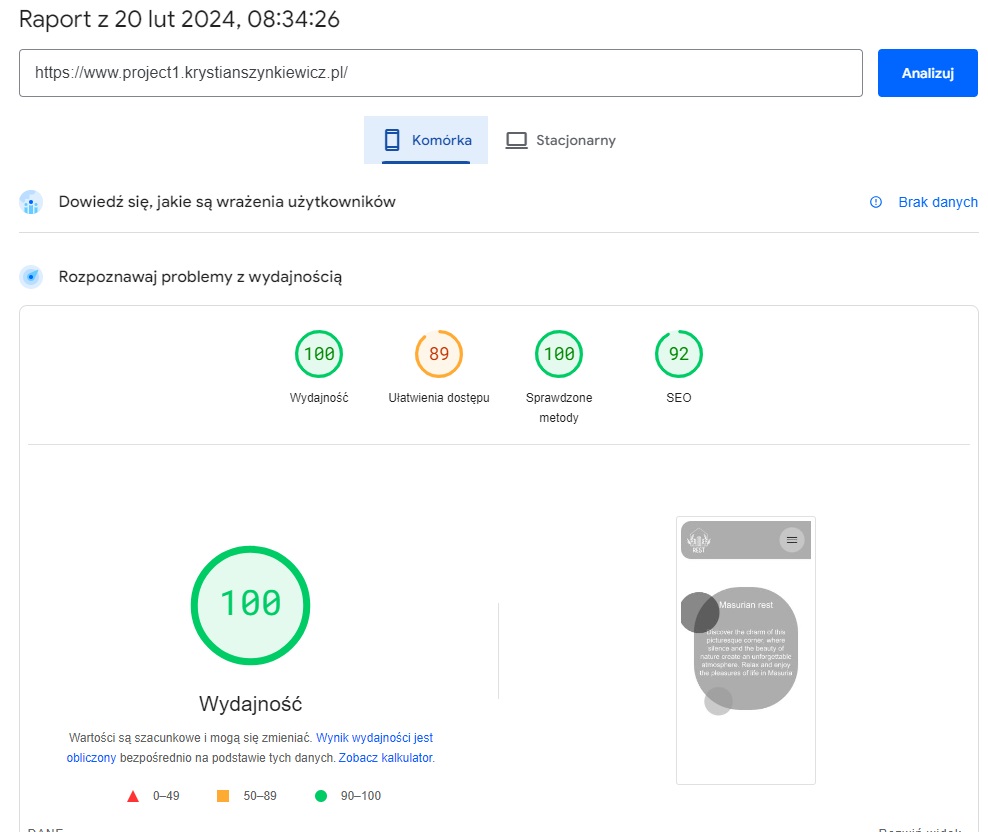 Raport z 20 lut 2024, 08:34:26
https://www.project1.krystianszynkiewicz.pl/
Analizuj
Komórka
Stacjonarny
Dowiedź się, jakie są wrażenia użytkowników
Brak danych
Rozpoznawaj problemy z wydajnością
100
89
100
92
Wydajność
Ułatwienia dostępu
Sprawdzone
metody
SEO
100
Wydajność
Wartości są szacunkowe i mogą się zmieniać. Wynik wydajności jest
obliczony bezpośrednio na podstawie tych danych. Zobacz kalkulator.
0–49
50–89
90–100
REST
Masurian rest
Discover the charm of this
picturesque corner, where
silence and the beauty of
nature create an unforgettable
atmosphere. Relax and enjoy
the pleasures of life in Masuria
DANE
Rozwiń widok